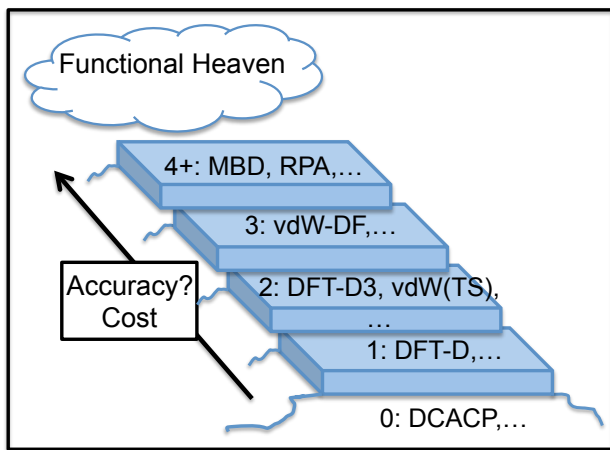 Functional Heaven
4+: MBD, RPA,...
3: vdW-DF,...
Accuracy?
Cost
2: DFT-D3, vdW(TS),
...
1: DFT-D,...
0: DCACP,...